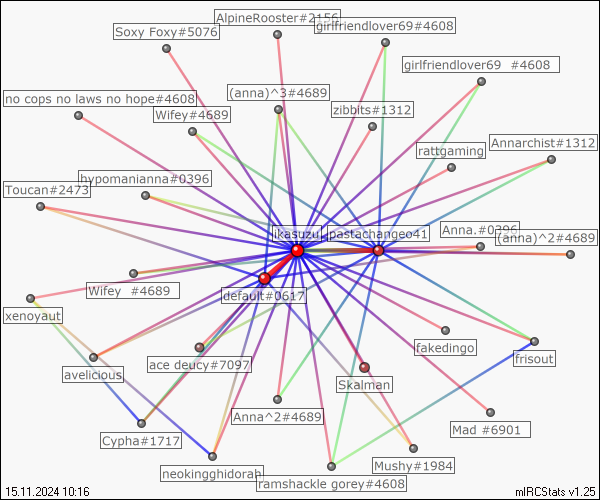 AlpineRooster#2156
girlfriendlover69#4608
Soxy Foxy#5076
girlfriendlover69 #4608
(anna)^3#4689
no cops no laws no hope#4608
zibbits#1312
Wifey#4689
Annarchist#1312
rattgaming
hypomanianna#0396
Toucan#2473
Anna.#0396
ikasuzu
pastachangeo41
(anna)^2#4689
Wifey #4689
default#0617
xenoyaut
fakedingo
frisout
ace deucy#7097
avelicious
Skalman
Anna^2#4689
Mad #6901
Cypha#1717
Mushy#1984
neokingghidorah
ramshackle gorey#4608
15.11.2024 10:16
mIRCStats v1.25